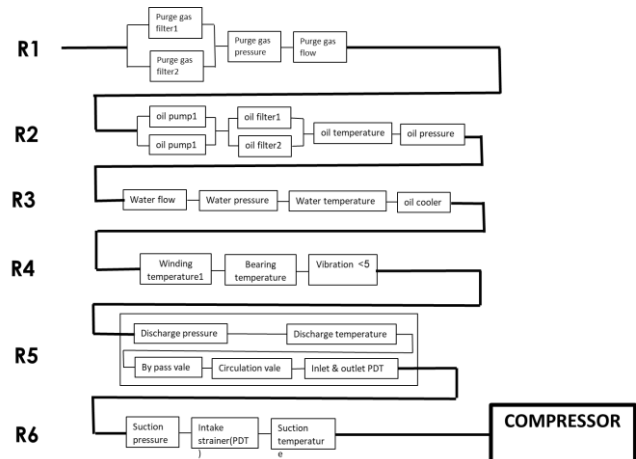 R1
Purge gas
filter1
Purge gas
filter2
Purge gas
pressure
Purge gas
flow
R2
oil pump1
oil pump1
oil filter1
oil filter2
oil temperature
oil pressure
R3
Water flow
Water pressure
Water temperature
oil cooler
R4
Winding
temperature1
Bearing
temperature
Vibration <5
R5
Discharge pressure
Discharge temperature
By pass vale
Circulation vale
Inlet & outlet PDT
R6
Suction
pressure
Intake
strainer(PDT
)
Suction
temperatur
e
COMPRESSOR